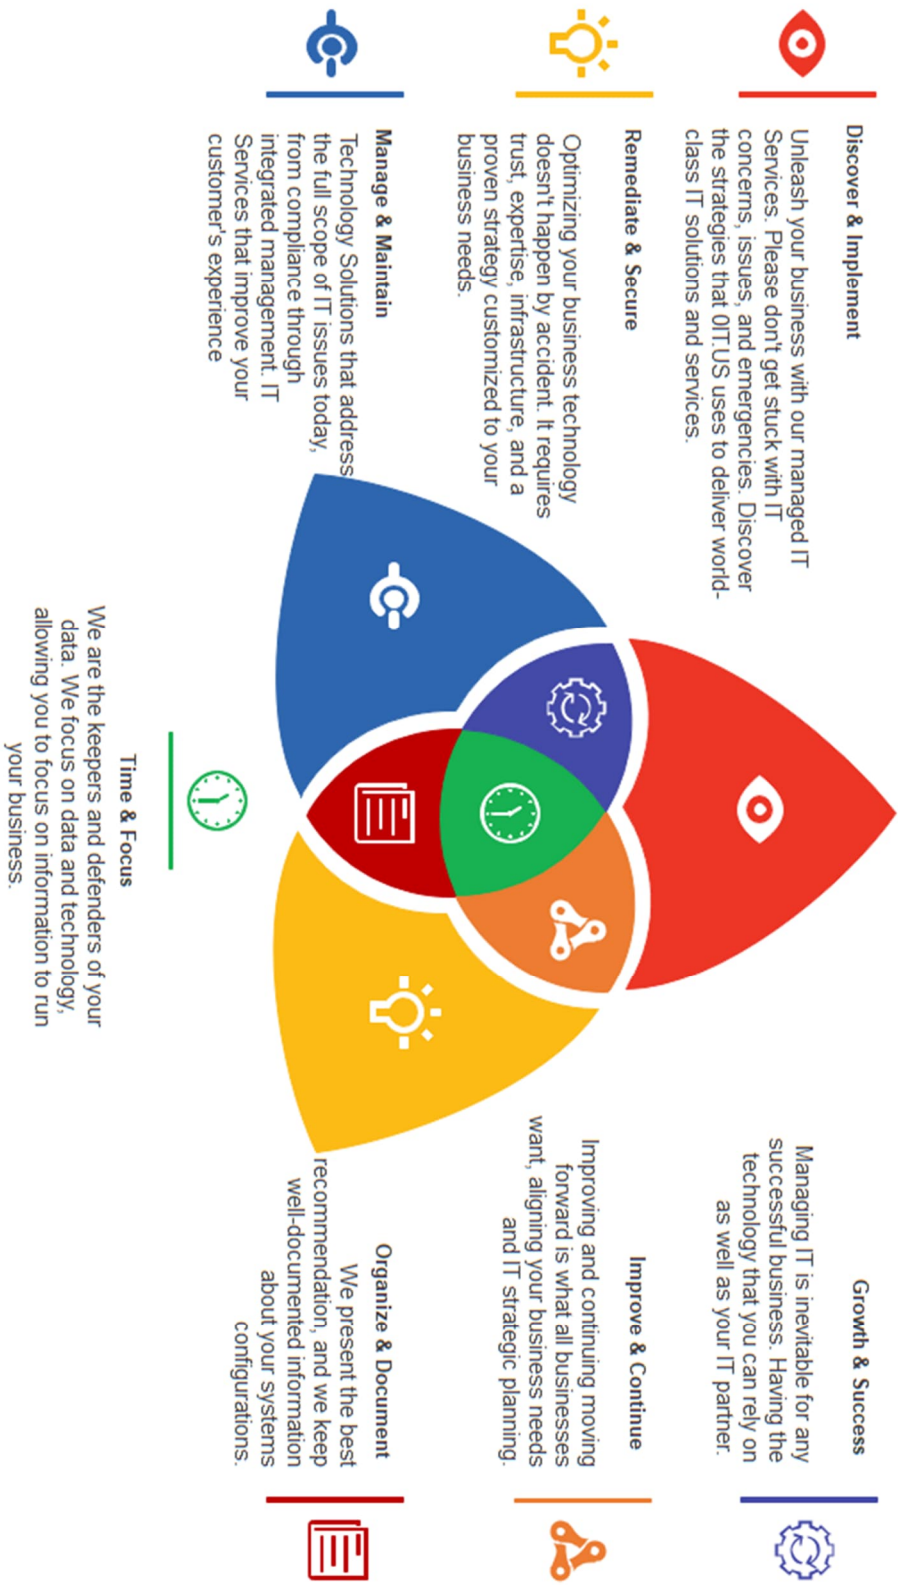 Discover & Implement
Unleash your business with our managed IT
Services. Please don't get stuck with IT
concerns, issues, and emergencies. Discover
the strategies that 0IT.US uses to deliver world-
class IT solutions and services.
Remediate & Secure
Optimizing your business technology
doesn't happen by accident. It requires
trust, expertise, infrastructure, and a
proven strategy customized to your
business needs.
Manage & Maintain
Technology Solutions that address
the full scope of IT issues today,
from compliance through
integrated management. IT
Services that improve your
customer's experience
Growth & Success
Managing IT is inevitable for any
successful business. Having the
technology that you can rely on
as well as your IT partner.
Improve & Continue
Improving and continuing moving
forward is what all businesses
want, aligning your business needs
and IT strategic planning.
Organize & Document
We present the best
recommendation, and we keep
well-documented information
about your systems
configurations.
Time & Focus
We are the keepers and defenders of your
data. We focus on data and technology,
allowing you to focus on information to run
your business.